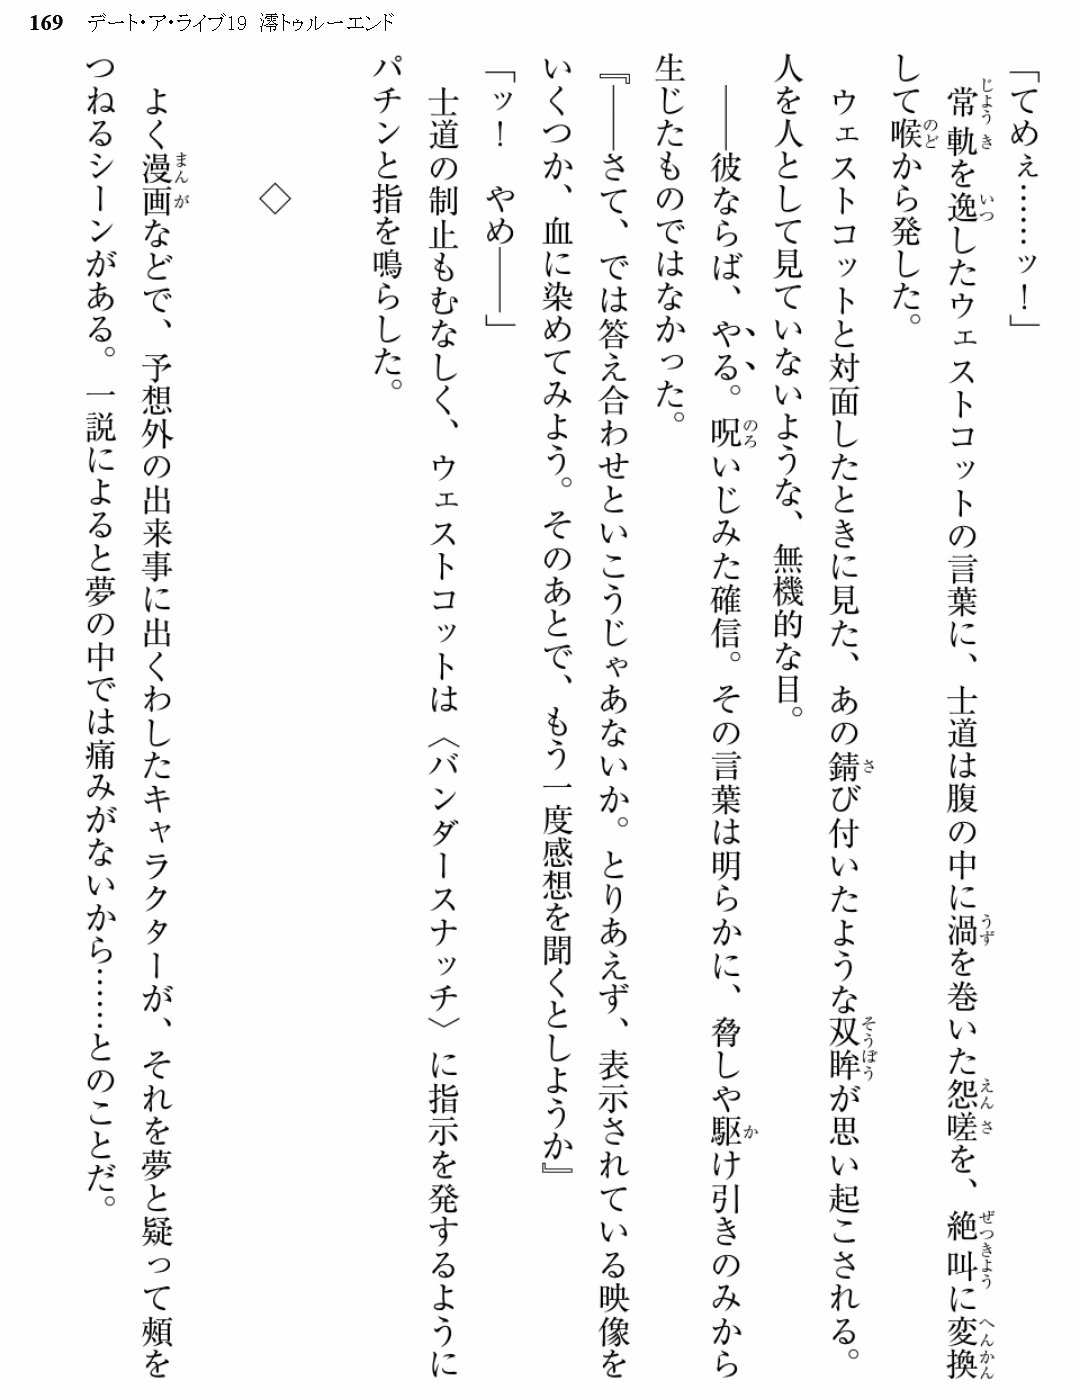 169 デート・ア・ライブ19 澪トゥルーエンド
「てめぇ……ッ！」
　常軌を逸したウェストコットの言葉に、士道は腹の中に渦を巻いた怨嗟を、絶叫に変換
して喉から発した。
　ウェストコットと対面したときに見た、あの錆び付いたような双眸が思い起こされる。
人を人として見ていないような、無機的な目。
　――彼ならば、やる。呪いじみた確信。その言葉は明らかに、脅しや駆け引きのみから
生じたものではなかった。
『――さて、では答え合わせといこうじゃあないか。とりあえず、表示されている映像を
いくつか、血に染めてみよう。そのあとで、もう一度感想を聞くとしようか』
「ッ！　やめ――」
　士道の制止もむなしく、ウェストコットは〈バンダースナッチ〉に指示を発するように
パチンと指を鳴らした。
◇
　よく漫画などで、予想外の出来事に出くわしたキャラクターが、それを夢と疑って頬を
つねるシーンがある。一説によると夢の中では痛みがないから……とのことだ。